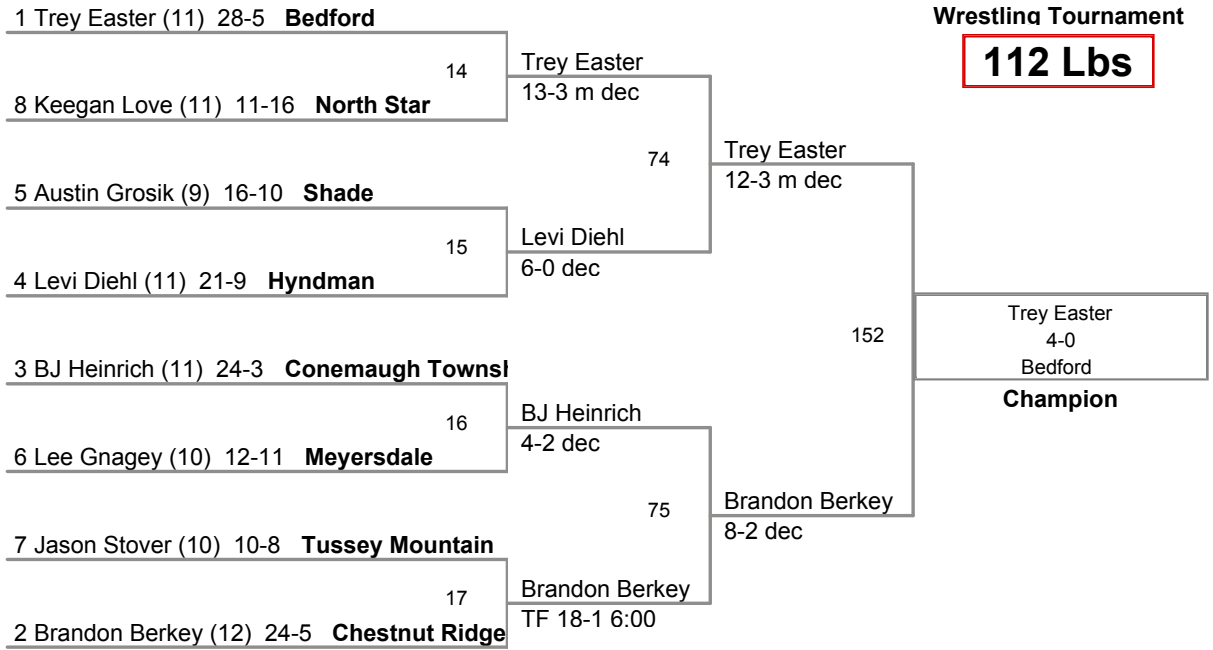 1 Trey Easter (11) 28-5 Bedford
Wrestling Tournament
112 Lbs
14
Trey Easter
13-3 m dec
8 Keegan Love (11) 11-16 North Star
74
Trey Easter
12-3 m dec
5 Austin Grosik (9) 16-10 Shade
15
Levi Diehl
6-0 dec
4 Levi Diehl (11) 21-9 Hyndman
152
Trey Easter
4-0
Bedford
Champion
3 BJ Heinrich (11) 24-3 Conemaugh Townsh
16
BJ Heinrich
4-2 dec
6 Lee Gnagey (10) 12-11 Meyersdale
75
Brandon Berkey
8-2 dec
7 Jason Stover (10) 10-8 Tussey Mountain
17
Brandon Berkey
TF 18-1 6:00
2 Brandon Berkey (12) 24-5 Chestnut Ridge